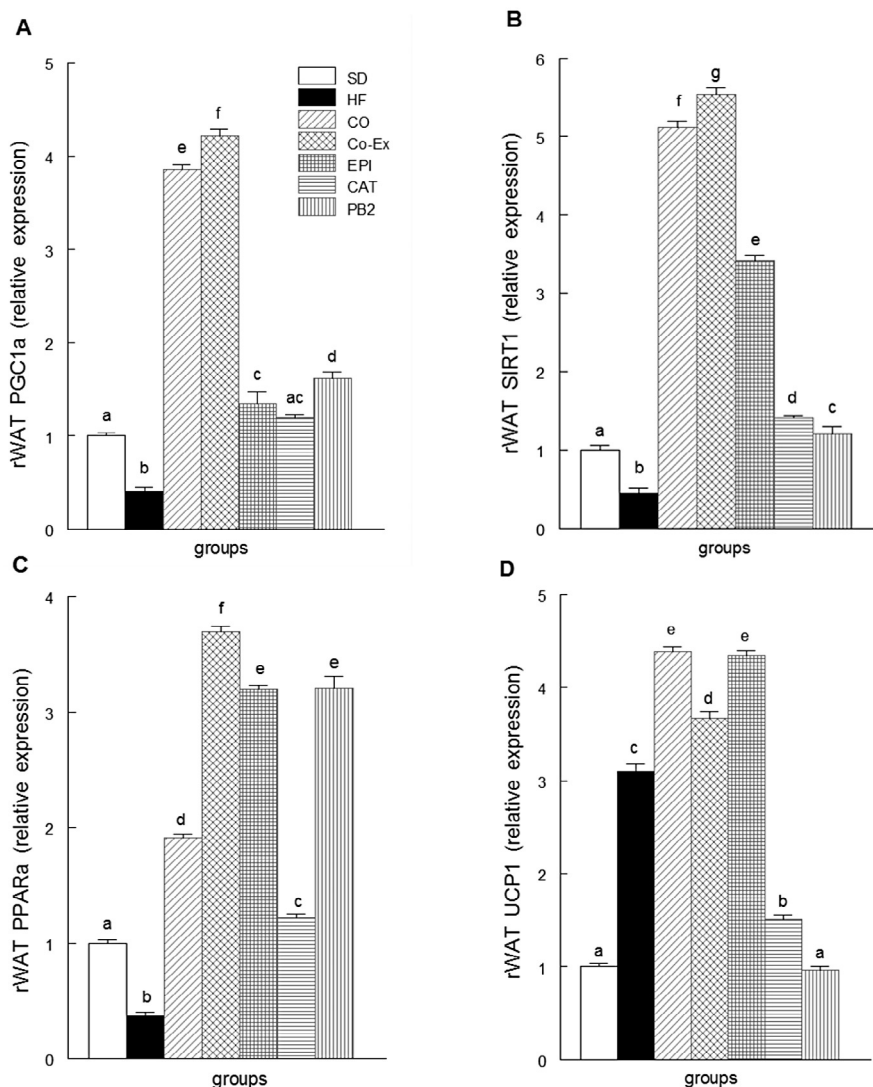 A
rWAT PGC1a (relative expression)
5
4
3
2
1
0
a
b
e
f
c
ac
d
SD
HF
CO
Co-Ex
EPI
CAT
PB2
groups
B
rWAT SIRT1 (relative expression)
6
5
4
3
2
1
0
a
b
f
g
e
d
c
groups
C
rWAT PPARa (relative expression)
4
3
2
1
0
a
b
d
f
e
c
e
groups
D
rWAT UCP1 (relative expression)
5
4
3
2
1
0
a
c
e
d
e
b
a
groups